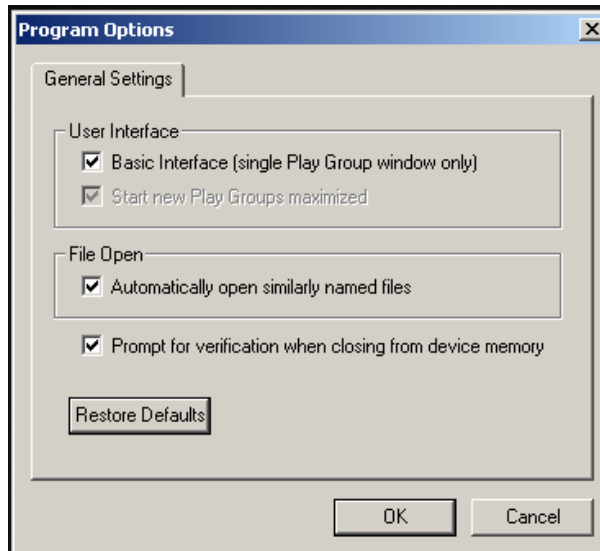 Program Options
General Settings
User Interface
Basic Interface (single Play Group window only)
Start new Play Groups maximized
File Open
Automatically open similarly named files
Prompt for verification when closing from device memory
Restore Defaults
OK
Cancel